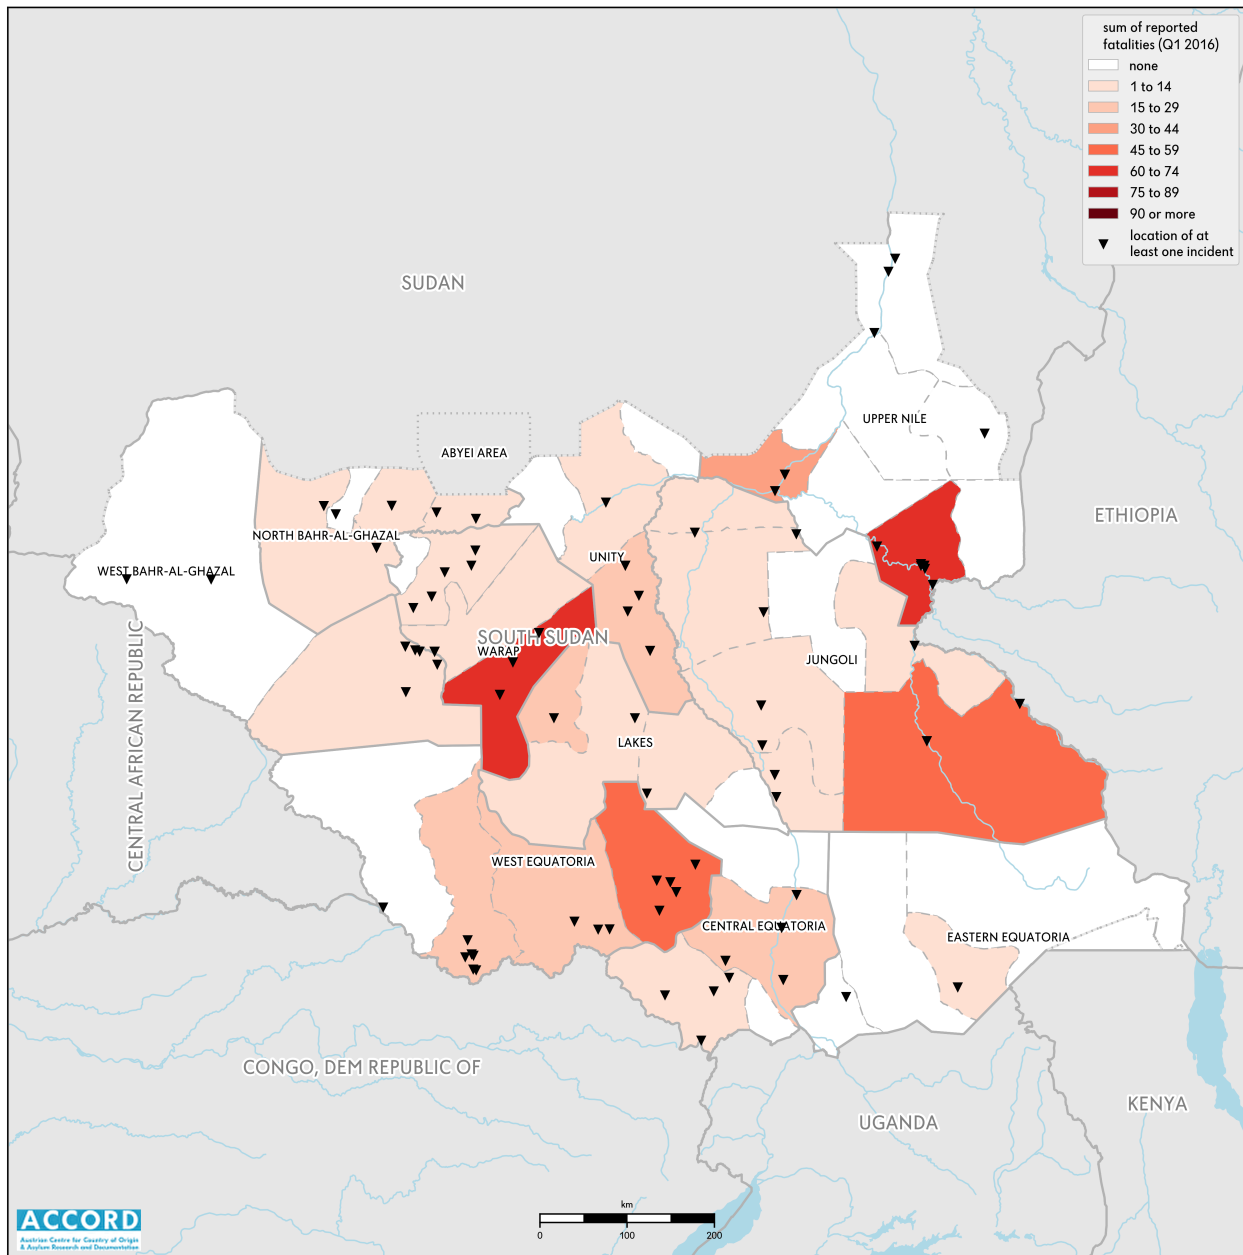 sum of reported
fatalities (Q1 2016)
none
1 to 14
15 to 29
30 to 44
45 to 59
60 to 74
75 to 89
90 or more
location of at
least one incident
SUDAN
UPPER NILE
ABYEI AREA
ETHIOPIA
NORTH BAHR-AL-GHAZAL
UNITY
WEST BAHR-AL-GHAZAL
SOUTH SUDAN
WARAP
JUNGOLI
CENTRAL AFRICAN REPUBLIC
LAKES
WEST EQUATORIA
CENTRAL EQUATORIA
EASTERN EQUATORIA
CONGO, DEM REPUBLIC OF
KENYA
UGANDA
km
0 100 200
ACCORD
Austrian Centre for Country of Origin
& Asylum Research and Documentation